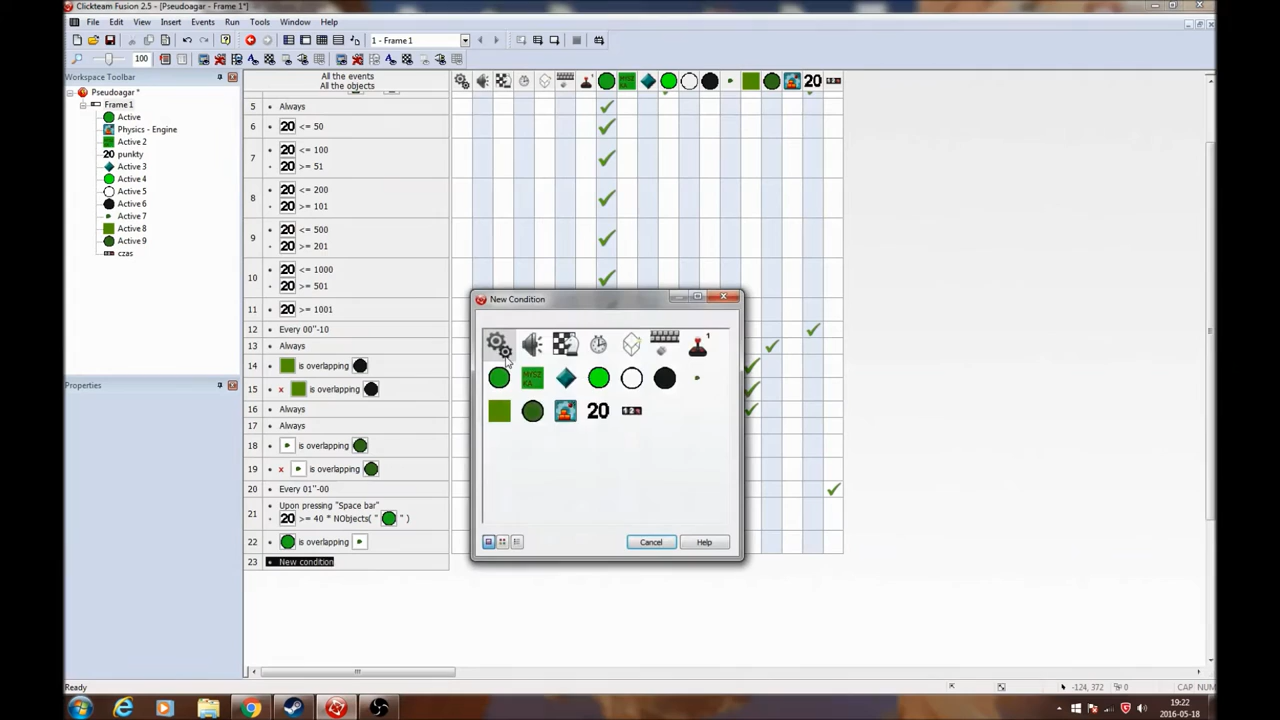 Clickteam Fusion 2.5 - [Pseudoagar - Frame 1*]
File Edit View Insert Events Run Tools Window Help
1 - Frame 1
100
Workspace Toolbar
Pseudoagar *
Frame 1
Active
Physics - Engine
Active 2
20 punkty
Active 3
Active 4
Active 5
Active 6
Active 7
Active 8
Active 9
czas
Properties
All the events
All the objects
20
5 Always
6 20 <= 50
7 20 <= 100
20 >= 51
8 20 <= 200
20 >= 101
9 20 <= 500
20 >= 201
10 20 <= 1000
20 >= 501
11 20 >= 1001
12 Every 00"-10
13 Always
14 is overlapping
15 x is overlapping
16 Always
17 Always
18 is overlapping
19 x is overlapping
20 Every 01"-00
21 Upon pressing "Space bar"
20 >= 40 * NObjects( " " )
22 is overlapping
23 New condition
New Condition
1
MYSZ
KA
20
Cancel Help
Ready
-124, 372
0
CAP NUM
19:22
2016-05-18